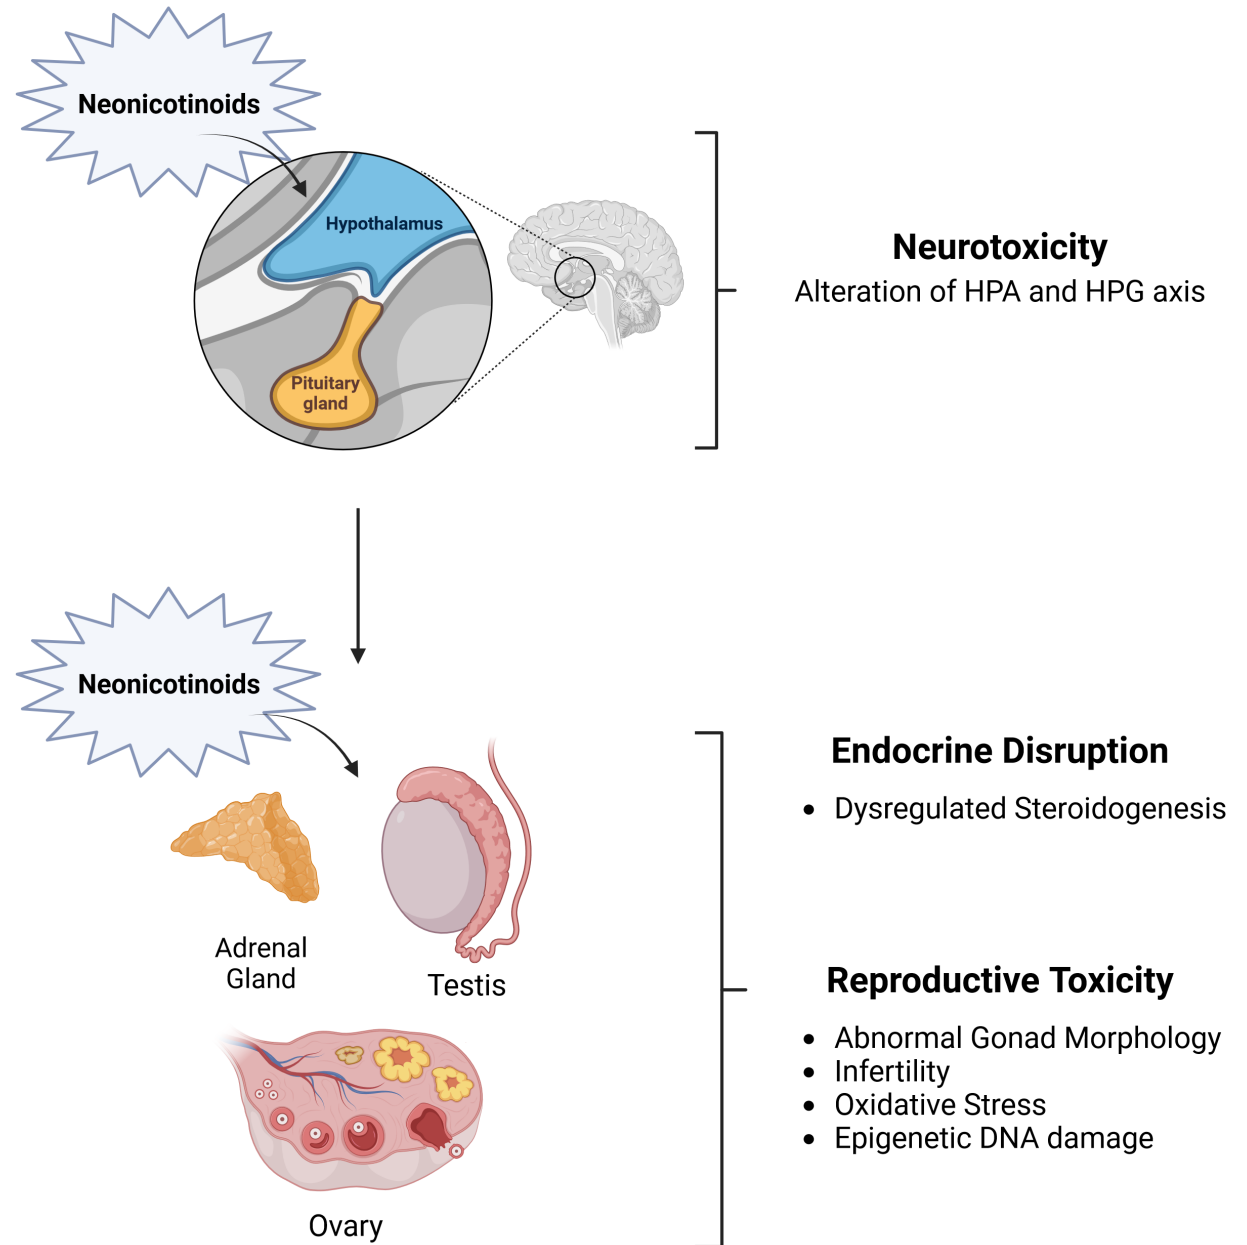 Neonicotinoids
Hypothalamus
Pituitary
gland
Neurotoxicity
Alteration of HPA and HPG axis
Neonicotinoids
Adrenal
Gland
Testis
Ovary
Endocrine Disruption
• Dysregulated Steroidogenesis
Reproductive Toxicity
• Abnormal Gonad Morphology
• Infertility
• Oxidative Stress
• Epigenetic DNA damage